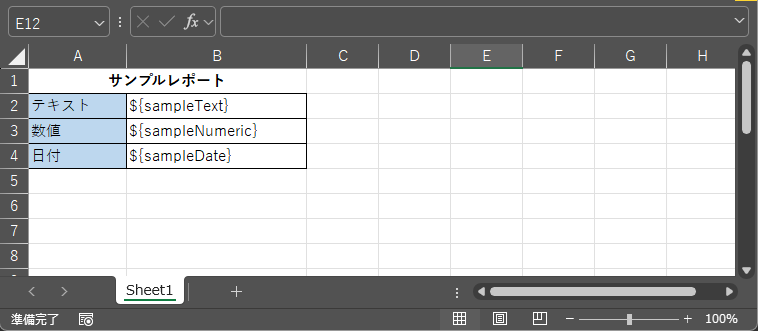 E12 fx
A B C D E F G H
1 サンプルレポート
2 テキスト ${sampleText}
3 数値 ${sampleNumeric}
4 日付 ${sampleDate}
5
6
7
8
Sheet1
準備完了 100%